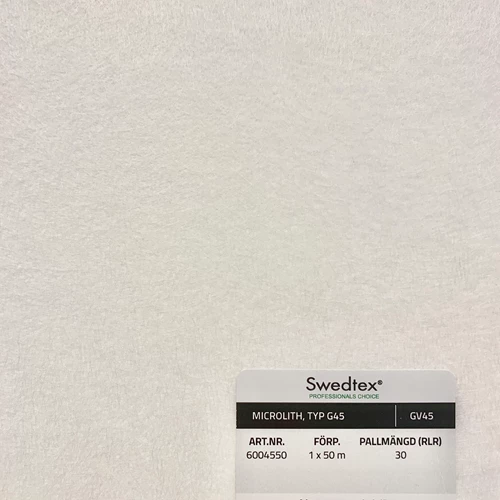 Swedtex®
PROFESSIONALS CHOICE
MICROLITH, TYP G45 GV45
ART.NR. FÖRP. PALLMÄNGD (RLR)
6004550 1 x 50 m 30